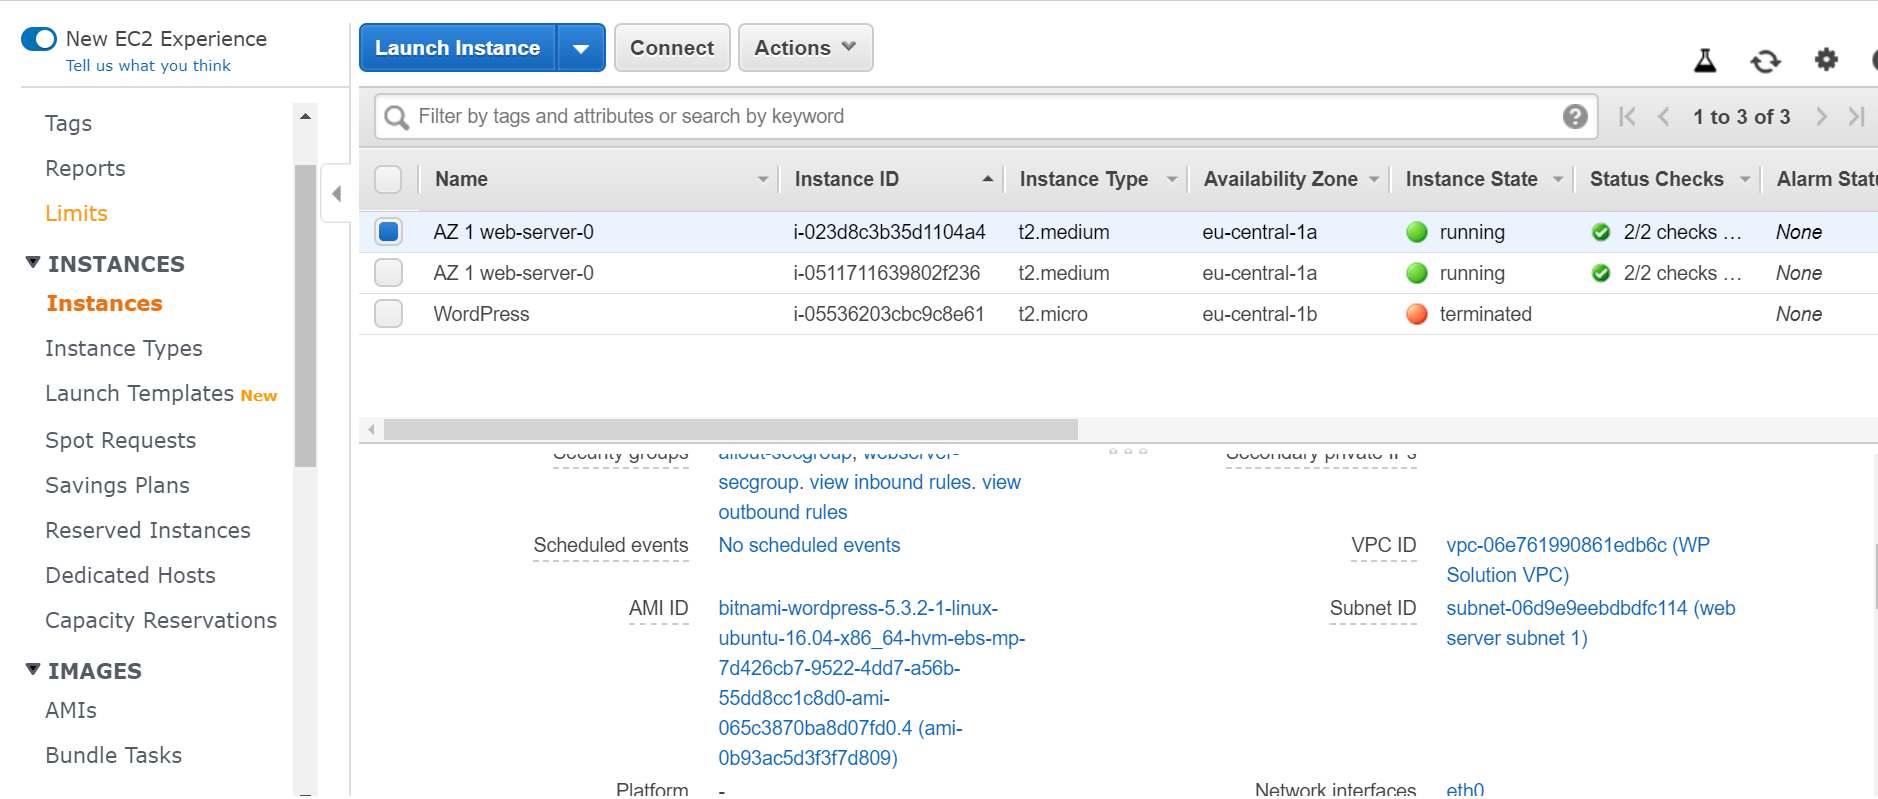 New EC2 Experience
Tell us what you think
Tags
Reports
Limits
INSTANCES
Instances
Instance Types
Launch Templates New
Spot Requests
Savings Plans
Reserved Instances
Dedicated Hosts
Capacity Reservations
IMAGES
AMIs
Bundle Tasks
Launch Instance Connect Actions
Filter by tags and attributes or search by keyword 1 to 3 of 3
Name Instance ID Instance Type Availability Zone Instance State Status Checks Alarm Statu
AZ 1 web-server-0 i-023d8c3b35d1104a4 t2.medium eu-central-1a running 2/2 checks … None
AZ 1 web-server-0 i-0511711639802f236 t2.medium eu-central-1a running 2/2 checks … None
WordPress i-05536203cbc9c8e61 t2.micro eu-central-1b terminated None
Security groups allout-secgroup, webserver-
secgroup. view inbound rules. view
outbound rules
Secondary private IPs
Scheduled events No scheduled events
VPC ID vpc-06e761990861edb6c (WP
Solution VPC)
AMI ID bitnami-wordpress-5.3.2-1-linux-
ubuntu-16.04-x86_64-hvm-ebs-mp-
7d426cb7-9522-4dd7-a56b-
55dd8cc1c8d0-ami-
065c3870ba8d07fd0.4 (ami-
0b93ac5d3f3f7d809)
Subnet ID subnet-06d9e9eebdbdfc114 (web
server subnet 1)
Platform -
Network interfaces eth0